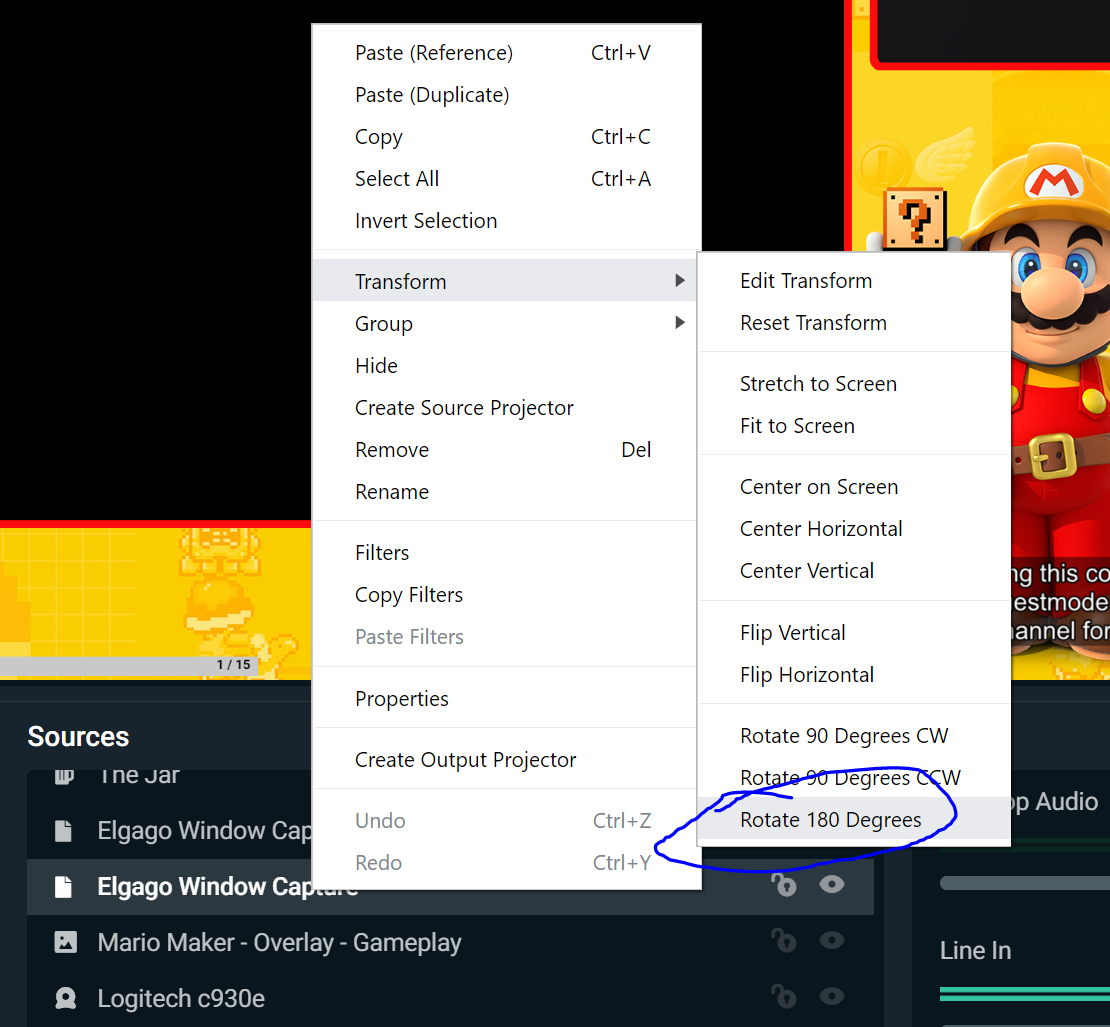 Paste (Reference) Ctrl+V
Paste (Duplicate)
Copy Ctrl+C
Select All Ctrl+A
Invert Selection
Transform
Group
Hide
Create Source Projector
Remove Del
Rename
Filters
Copy Filters
Paste Filters
Properties
Create Output Projector
Undo Ctrl+Z
Redo Ctrl+Y
Edit Transform
Reset Transform
Stretch to Screen
Fit to Screen
Center on Screen
Center Horizontal
Center Vertical
Flip Vertical
Flip Horizontal
Rotate 90 Degrees CW
Rotate 90 Degrees CCW
Rotate 180 Degrees
M
?
ng this co
estmode
annel for
1 / 15
Sources
The Jar
Elgago Window Cap
Elgago Window Capture
Mario Maker - Overlay - Gameplay
Logitech c930e
op Audio
Line In